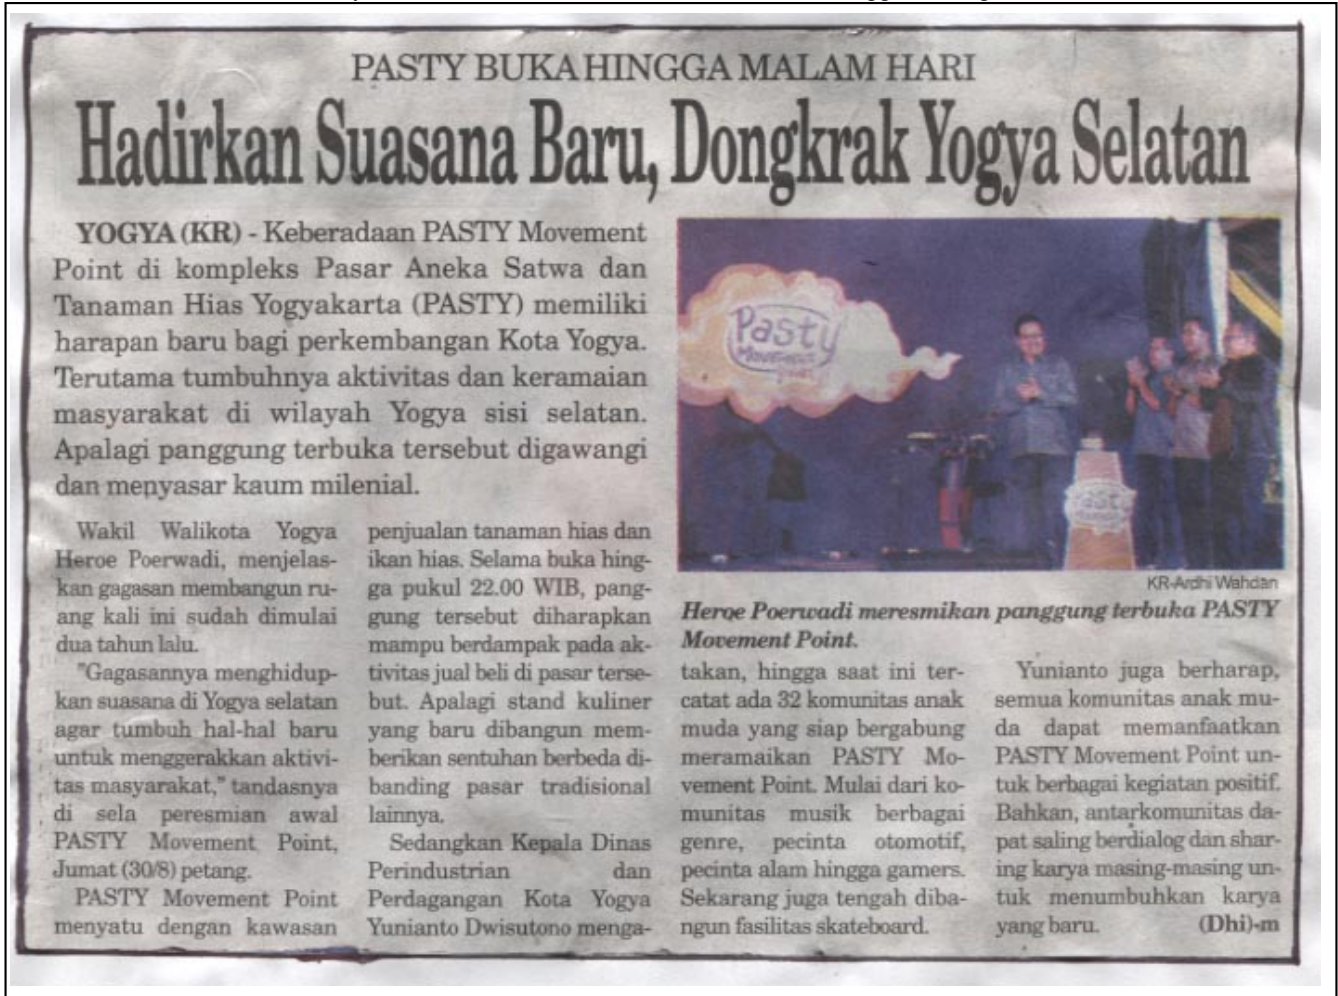 PASTY BUKA HINGGA MALAM HARI
Hadirkan Suasana Baru, Dongkrak Yogya Selatan
YOGYA (KR) - Keberadaan PASTY Movement
Point di kompleks Pasar Aneka Satwa dan
Tanaman Hias Yogyakarta (PASTY) memiliki
harapan baru bagi perkembangan Kota Yogya.
Terutama tumbuhnya aktivitas dan keramaian
masyarakat di wilayah Yogya sisi selatan.
Apalagi panggung terbuka tersebut digawangi
dan menyasar kaum milenial.
Wakil Walikota Yogya
Heroe Poerwadi, menjelas-
kan gagasan membangun ru-
ang kali ini sudah dimulai
dua tahun lalu.
"Gagasannya menghidup-
kan suasana di Yogya selatan
agar tumbuh hal-hal baru
untuk menggerakkan aktivi-
tas masyarakat," tandasnya
di sela peresmian awal
PASTY Movement Point,
Jumat (30/8) petang.
PASTY Movement Point
menyatu dengan kawasan
penjualan tanaman hias dan
ikan hias. Selama buka hing-
ga pukul 22.00 WIB, pang-
gung tersebut diharapkan
mampu berdampak pada ak-
tivitas jual beli di pasar terse-
but. Apalagi stand kuliner
yang baru dibangun mem-
berikan sentuhan berbeda di-
banding pasar tradisional
lainnya.
Sedangkan Kepala Dinas
Perindustrian dan
Perdagangan Kota Yogya
Yunianto Dwisutono menga-
Pasty
Movement
Point
Pasty
KR-Ardhi Wahdan
Heroe Poerwadi meresmikan panggung terbuka PASTY
Movement Point.
takan, hingga saat ini ter-
catat ada 32 komunitas anak
muda yang siap bergabung
meramaikan PASTY Mo-
vement Point. Mulai dari ko-
munitas musik berbagai
genre, pecinta otomotif,
pecinta alam hingga gamers.
Sekarang juga tengah diba-
ngun fasilitas skateboard.
Yunianto juga berharap,
semua komunitas anak mu-
da dapat memanfaatkan
PASTY Movement Point un-
tuk berbagai kegiatan positif.
Bahkan, antarkomunitas da-
pat saling berdialog dan shar-
ing karya masing-masing un-
tuk menumbuhkan karya
yang baru. (Dhi)-m